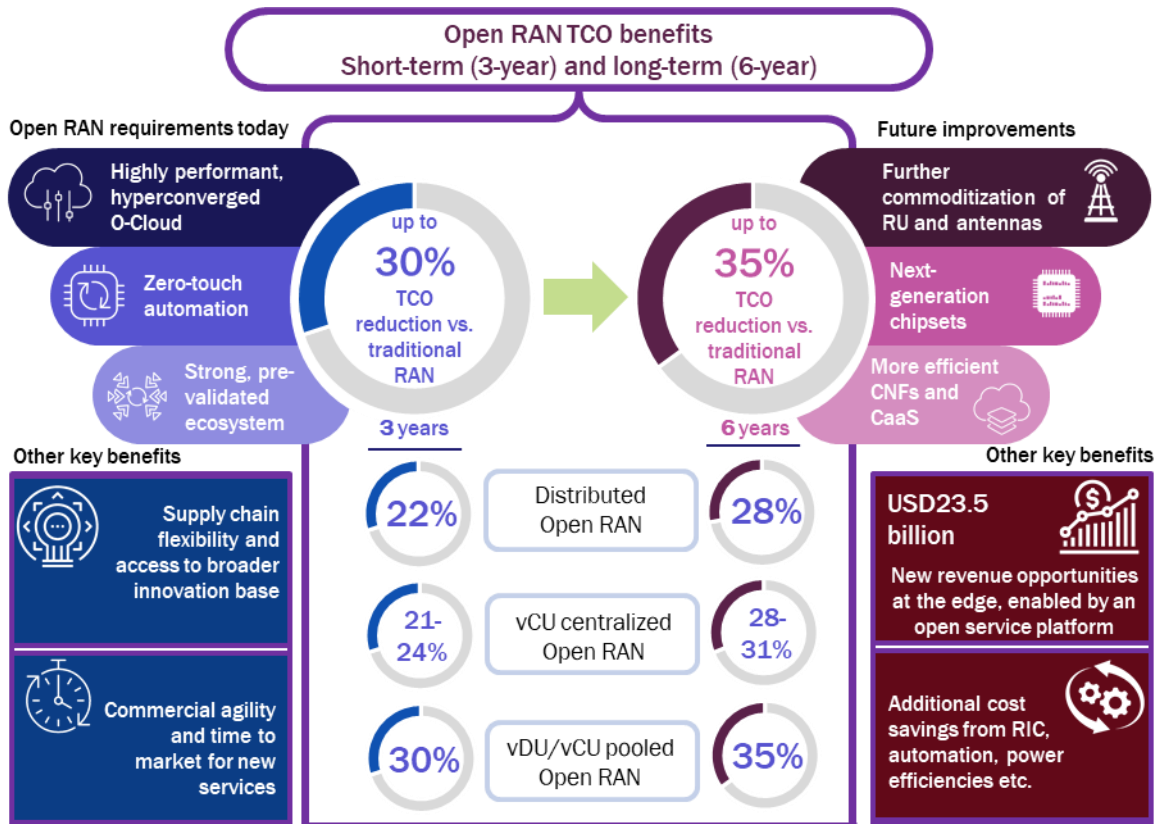 Open RAN TCO benefits
Short-term (3-year) and long-term (6-year)
Open RAN requirements today
Highly performant,
hyperconverged
O-Cloud
Zero-touch
automation
Strong, pre-
validated
ecosystem
up to
30%
TCO
reduction vs.
traditional
RAN
up to
35%
TCO
reduction vs.
traditional
RAN
Future improvements
Further
commoditization of
RU and antennas
Next-
generation
chipsets
More efficient
CNFs and
CaaS
3 years
6 years
22%
Distributed
Open RAN
28%
21-
24%
vCU centralized
Open RAN
28-
31%
30%
vDU/vCU pooled
Open RAN
35%
Other key benefits
Supply chain
flexibility and
access to broader
innovation base
Commercial agility
and time to
market for new
services
Other key benefits
USD23.5
billion
New revenue opportunities
at the edge, enabled by an
open service platform
Additional cost
savings from RIC,
automation, power
efficiencies etc.